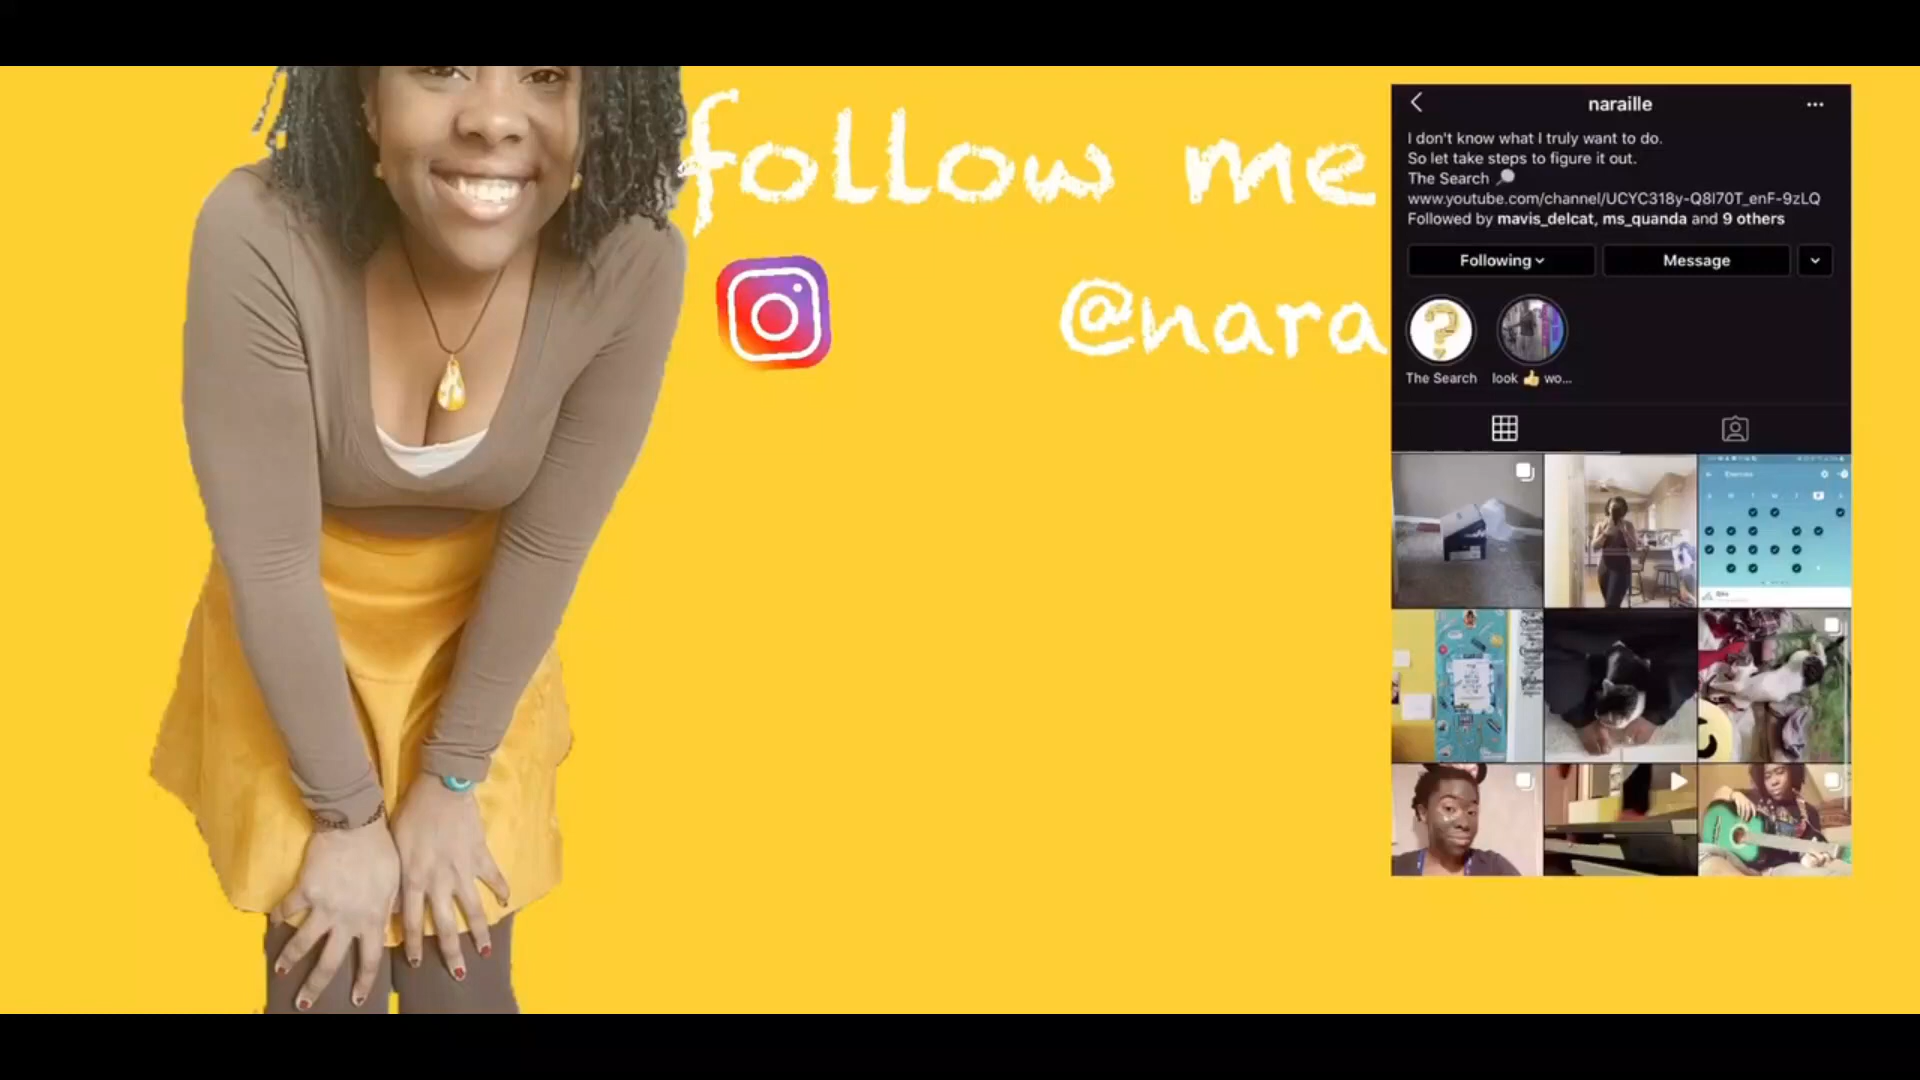 follow me
@nara
naraille
I don't know what I truly want to do.
So let take steps to figure it out.
The Search
www.youtube.com/channel/UCYC318y-Q8I70T_enF-9zLQ
Followed by mavis_delcat, ms_quanda and 9 others
Following
Message
The Search
look 👍 wo...
Exercise